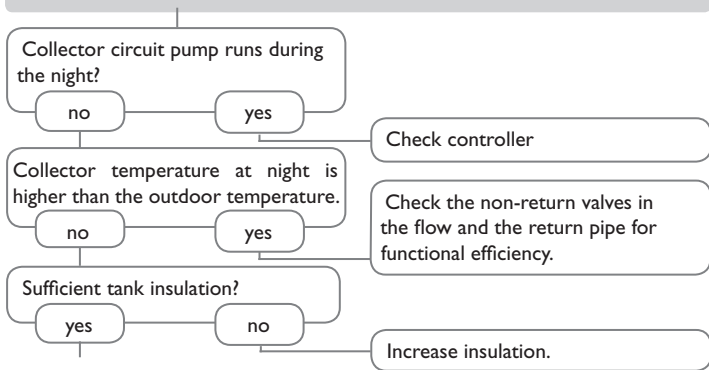 Collector circuit pump runs during
the night?
no
yes
Check controller
Collector temperature at night is
higher than the outdoor temperature.
no
yes
Check the non-return valves in
the flow and the return pipe for
functional efficiency.
Sufficient tank insulation?
yes
no
Increase insulation.